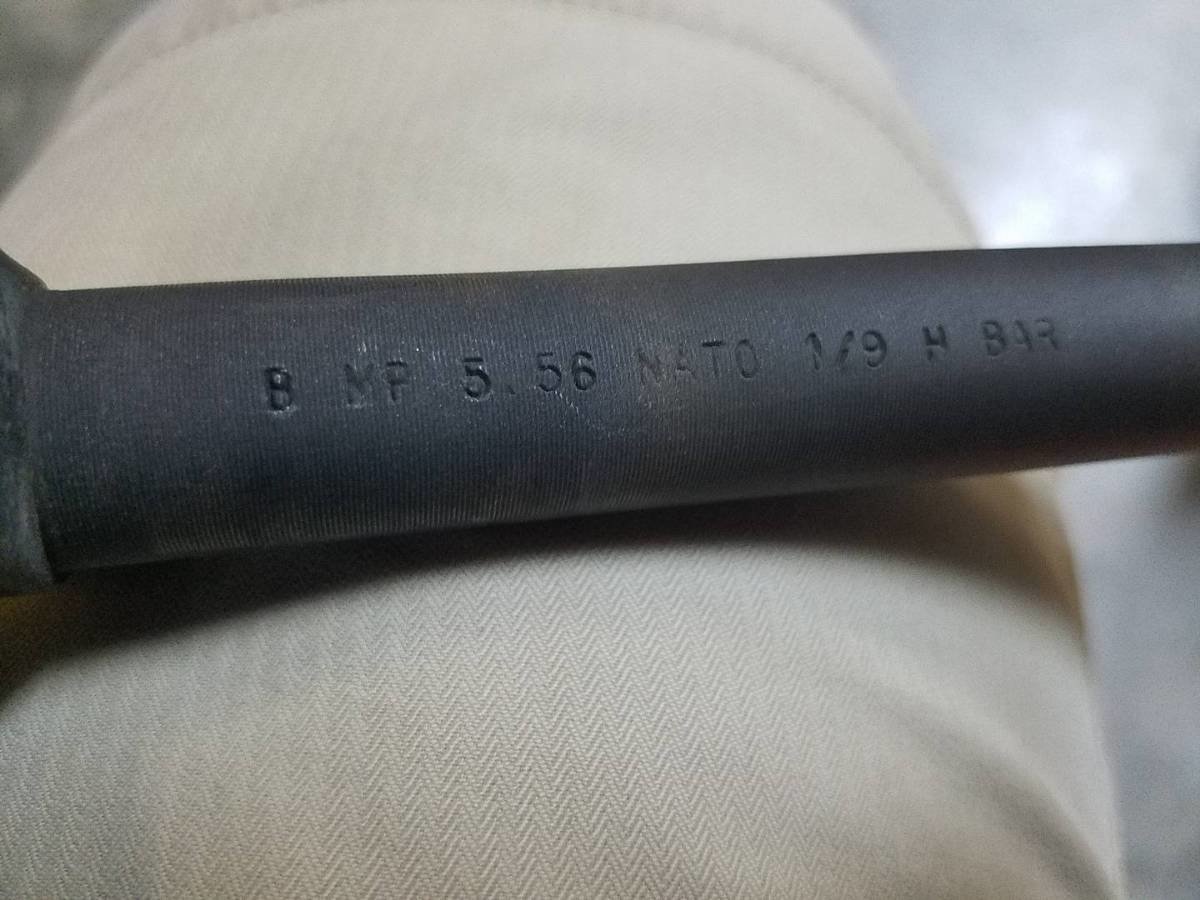 B MP 5.56 NATO 1/9 H BAR